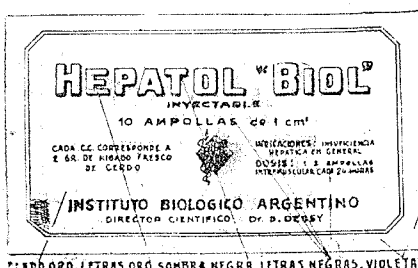 HEPATOL "BIOL"
INYECTABLE
10 AMPOLLAS de 1 cm³
CADA C.C. CORRESPONDE A
2 GR. DE HIGADO FRESCO
DE CERDO
INDICACIONES: INSUFICIENCIA
HEPATICA EN GENERAL
DOSIS: 1 a 2 AMPOLLAS
INTRAMUSCULAR CADA 24 HORAS
INSTITUTO BIOLOGICO ARGENTINO
DIRECTOR CIENTIFICO Dr.
ORO LETRAS ORO SOMBRA NEGRA LETRAS NEGRAS. VIOLETA